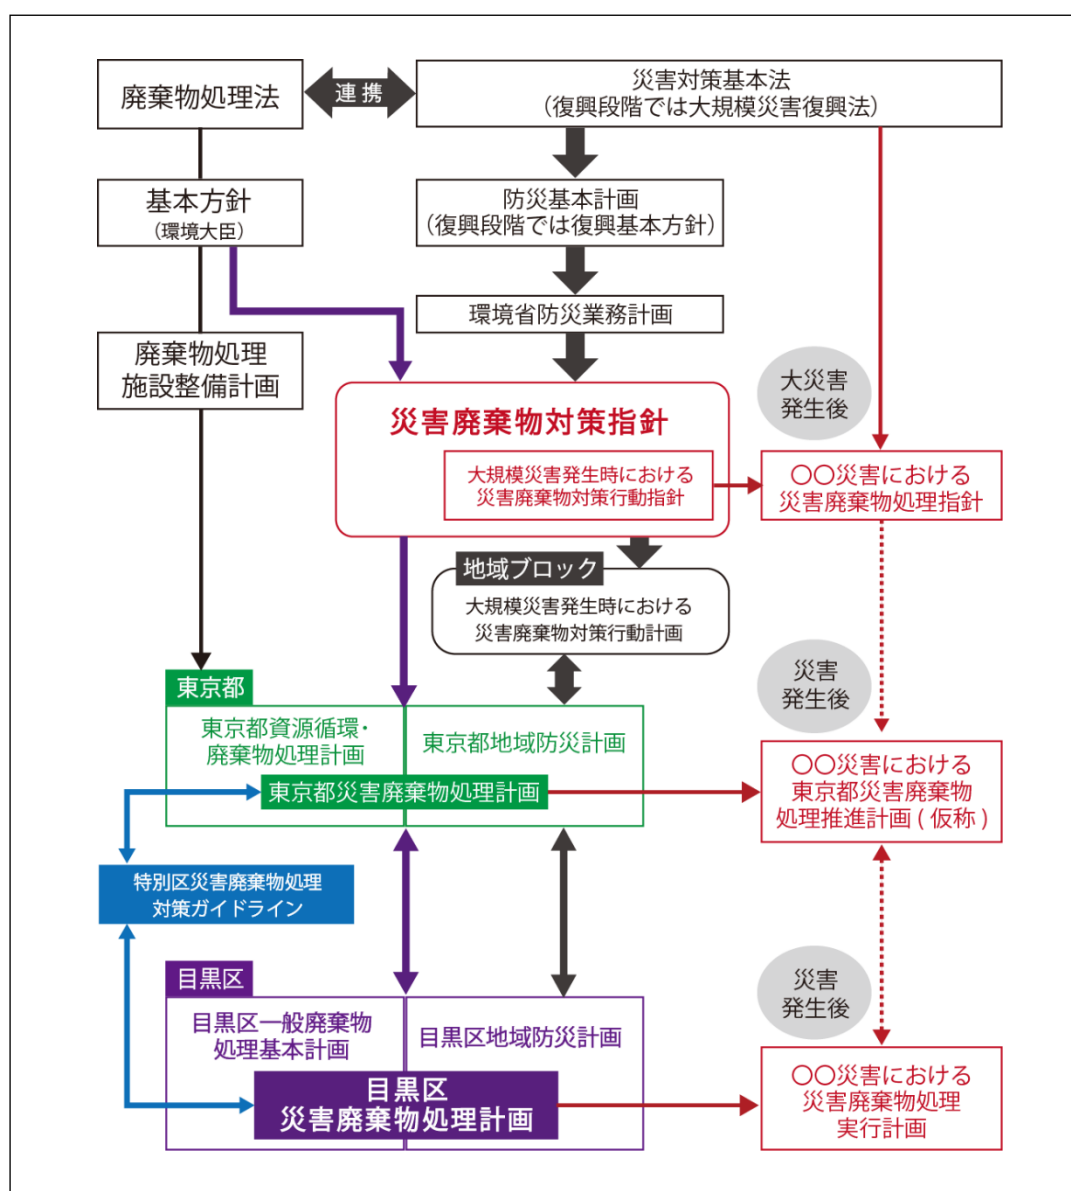 廃棄物処理法
連携
災害対策基本法
（復興段階では大規模災害復興法）
基本方針
（環境大臣）
防災基本計画
（復興段階では復興基本方針）
環境省防災業務計画
廃棄物処理
施設整備計画
大災害
発生後
災害廃棄物対策指針
大規模災害発生時における
災害廃棄物対策行動指針
〇〇災害における
災害廃棄物処理指針
地域ブロック
大規模災害発生時における
災害廃棄物対策行動計画
東京都
災害
発生後
東京都資源循環・
廃棄物処理計画
東京都地域防災計画
東京都災害廃棄物処理計画
〇〇災害における
東京都災害廃棄物
処理推進計画(仮称)
特別区災害廃棄物処理
対策ガイドライン
目黒区
災害
発生後
目黒区一般廃棄物
処理基本計画
目黒区地域防災計画
目黒区
災害廃棄物処理計画
〇〇災害における
災害廃棄物処理
実行計画